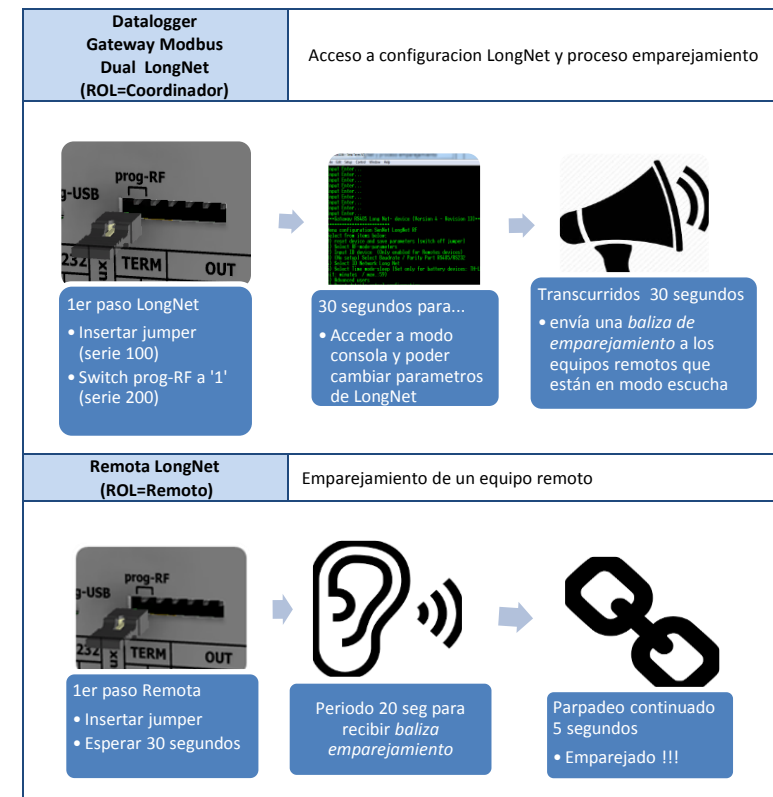 Datalogger
Gateway Modbus
Dual LongNet
(ROL=Coordinador)
Acceso a configuracion LongNet y proceso emparejamiento
prog-RF
g-USB
232
TERM
OUT
1er paso LongNet
• Insertar jumper
(serie 100)
• Switch prog-RF a '1'
(serie 200)
30 segundos para...
• Acceder a modo
consola y poder
cambiar parametros
de LongNet
Transcurridos 30 segundos
• envía una baliza de
emparejamiento a los
equipos remotos que
están en modo escucha
Remota LongNet
(ROL=Remoto)
Emparejamiento de un equipo remoto
prog-RF
g-USB
232
TERM
OUT
1er paso Remota
• Insertar jumper
• Esperar 30 segundos
Periodo 20 seg para
recibir baliza
emparejamiento
Parpadeo continuado
5 segundos
• Emparejado !!!